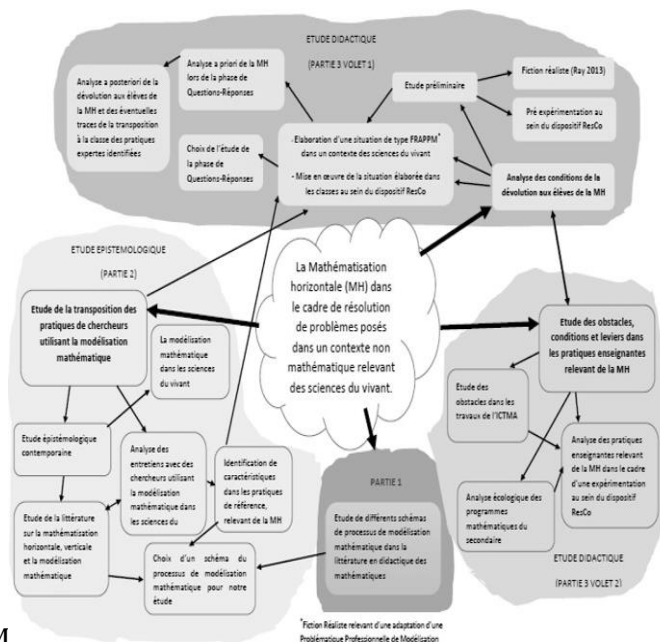 ETUDE DIDACTIQUE
(PARTIE 3 VOLET 1)
Analyse a posteriori de la
dévolution aux élèves de
la MH et des éventuelles
traces de la transposition
à la classe des pratiques
expertes identifiées
Analyse a priori de la MH
lors de la phase de
Questions-Réponses
Choix de l'étude de
la phase de
Questions-Réponses
Etude préliminaire
Fiction réaliste (Ray 2013)
Pré expérimentation au
sein du dispositif ResCo
- Elaboration d'une situation de type FRAPPM*
dans un contexte des sciences du vivant
- Mise en œuvre de la situation élaborée dans
les classes au sein du dispositif ResCo
Analyse des conditions de la
dévolution aux élèves de la MH
ETUDE EPISTEMOLOGIQUE
(PARTIE 2)
Etude de la transposition des
pratiques de chercheurs
utilisant la modélisation
mathématique
La modélisation
mathématique
dans les sciences
du vivant
Etude épistémologique
contemporaine
Analyse des
entretiens avec des
chercheurs utilisant
la modélisation
mathématique dans
les sciences du
Identification de
caractéristiques
dans les pratiques
de référence,
relevant de la MH
Etude de la littérature
sur la mathématisation
horizontale, verticale
et la modélisation
mathématique
Choix d'un schéma du
processus de modélisation
mathématique pour notre
étude
La Mathématisation
horizontale (MH) dans
le cadre de résolution
de problèmes posés
dans un contexte non
mathématique relevant
des sciences du vivant.
PARTIE 1
Etude de différents schémas
de processus de modélisation
mathématique dans la
littérature en didactique des
mathématiques
Etude des obstacles,
conditions et leviers dans
les pratiques enseignantes
relevant de la MH
Etude des
obstacles dans les
travaux de l'ICTMA
Analyse des pratiques
enseignantes relevant
de la MH dans le cadre
d'une expérimentation
au sein du dispositif
ResCo
Analyse écologique des
programmes
mathématiques du
secondaire
ETUDE DIDACTIQUE
(PARTIE 3 VOLET 2)
*Fiction Réaliste relevant d'une adaptation d'une
Problématique Professionnelle de Modélisation
M